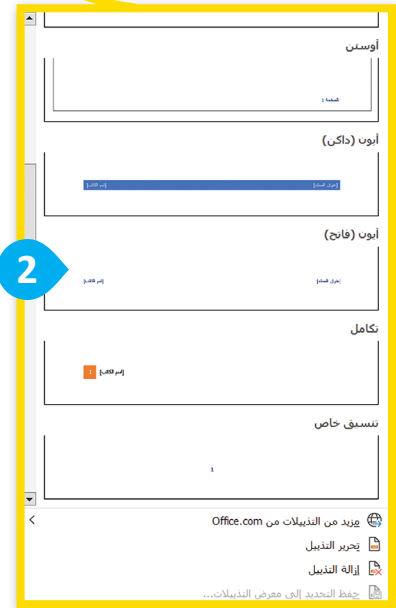 أوستن
الصفحة 1
أيون (داكن)
[عنوان المستند] [اسم الكاتب]
أيون (فاتح)
2
[عنوان المستند] [اسم الكاتب]
تكامل
[اسم الكاتب] 1
تنسيق خاص
1
مزيد من التذييلات من Office.com
تحرير التذييل
إزالة التذييل
حفظ التحديد إلى معرض التذييلات...